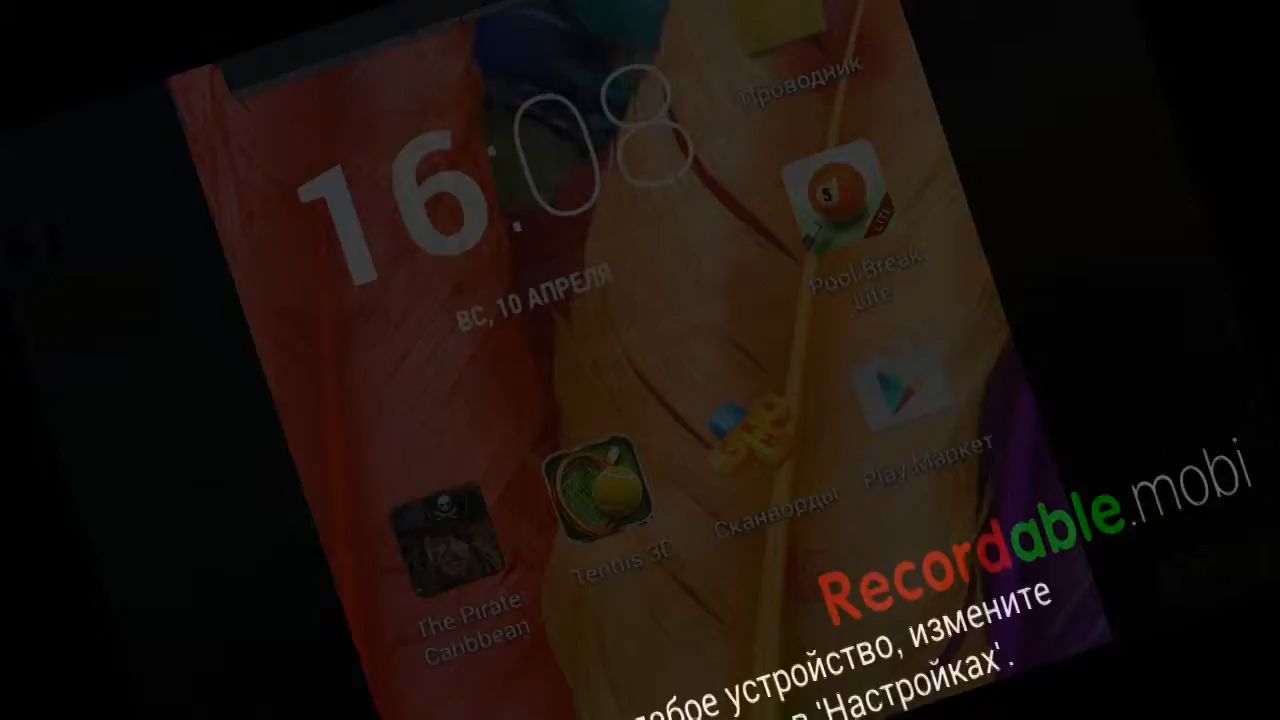 16:08
ВС, 10 АПРЕЛЯ
Проводник
Pool Break
Lite
LITE
Play Маркет
Сканворды
Tennis 3D
The Pirate
Caribbean
Recordable.mobi
устройство, измените
в 'Настройках'.